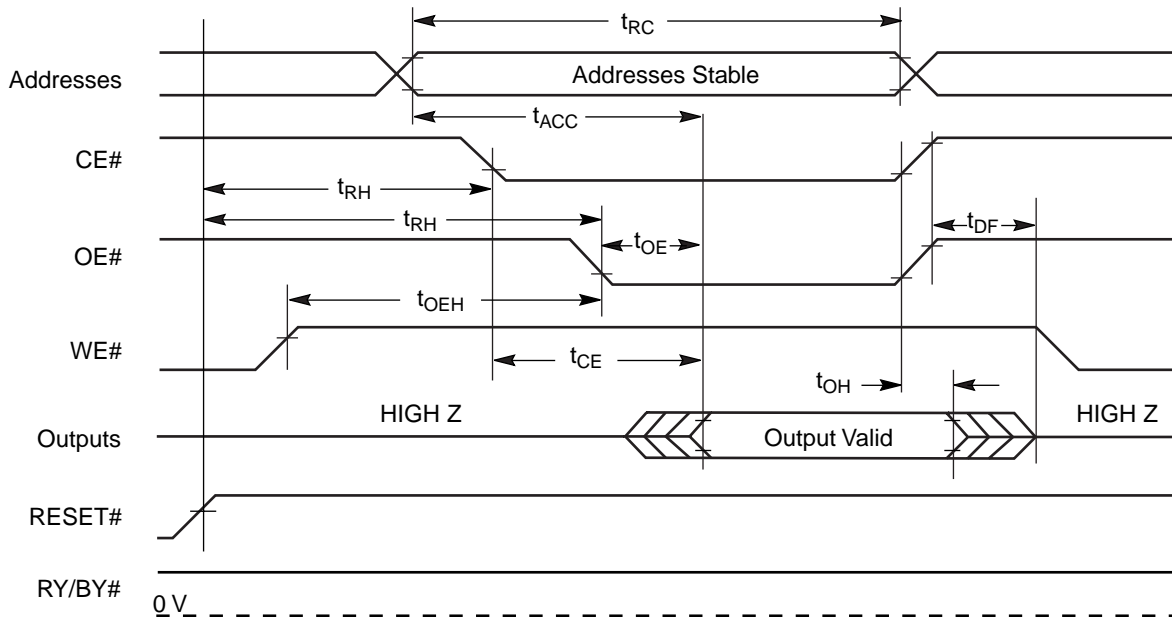 tRC
Addresses
Addresses Stable
tACC
CE#
tRH
tRH
tDF
OE#
tOE
tOEH
WE#
tCE
tOH
HIGH Z
HIGH Z
Outputs
Output Valid
RESET#
RY/BY#
0 V